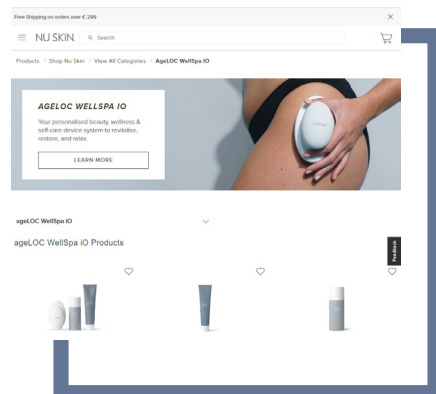 Free Shipping on orders over € 299
NU SKIN
Search
Products / Shop Nu Skin / View All Categories / AgeLOC WellSpa IO
AGELOC WELLSPA IO
Your personalised beauty, wellness &
self-care device system to revitalise,
restore, and relax.
LEARN MORE
ageLOC WellSpa iO
ageLOC WellSpa iO Products
Feedback